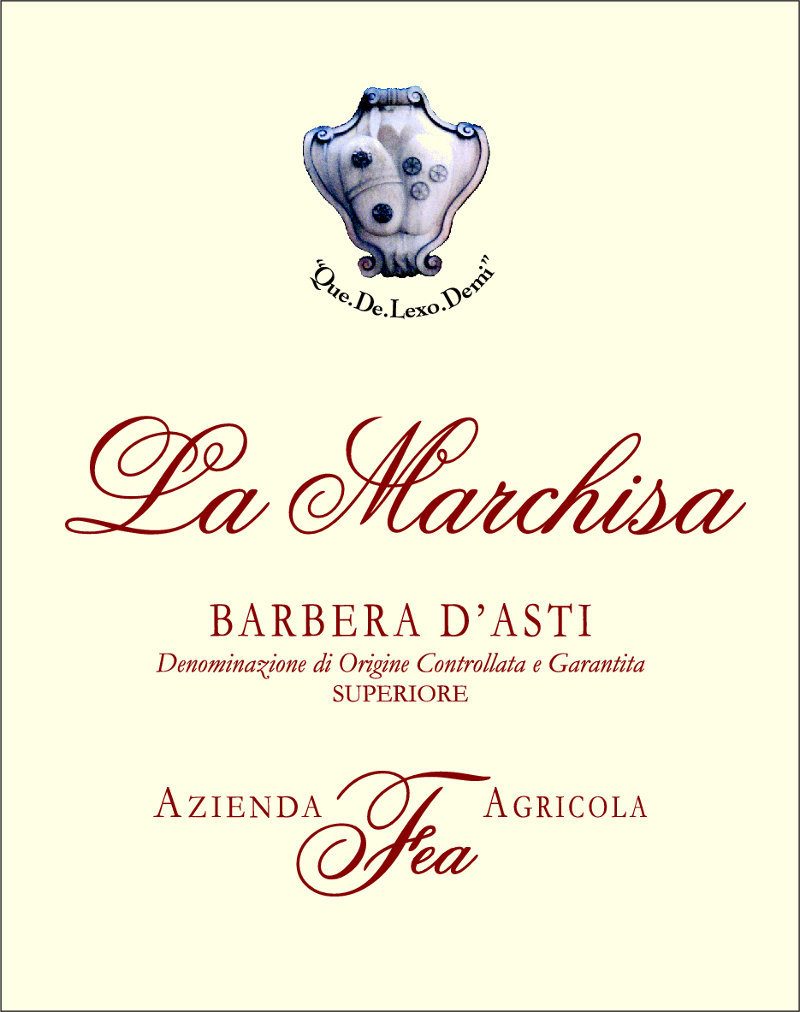 “Que.De.Lexo.Demi”
La Marchisa
BARBERA D’ASTI
Denominazione di Origine Controllata e Garantita
SUPERIORE
AZIENDA Fea AGRICOLA